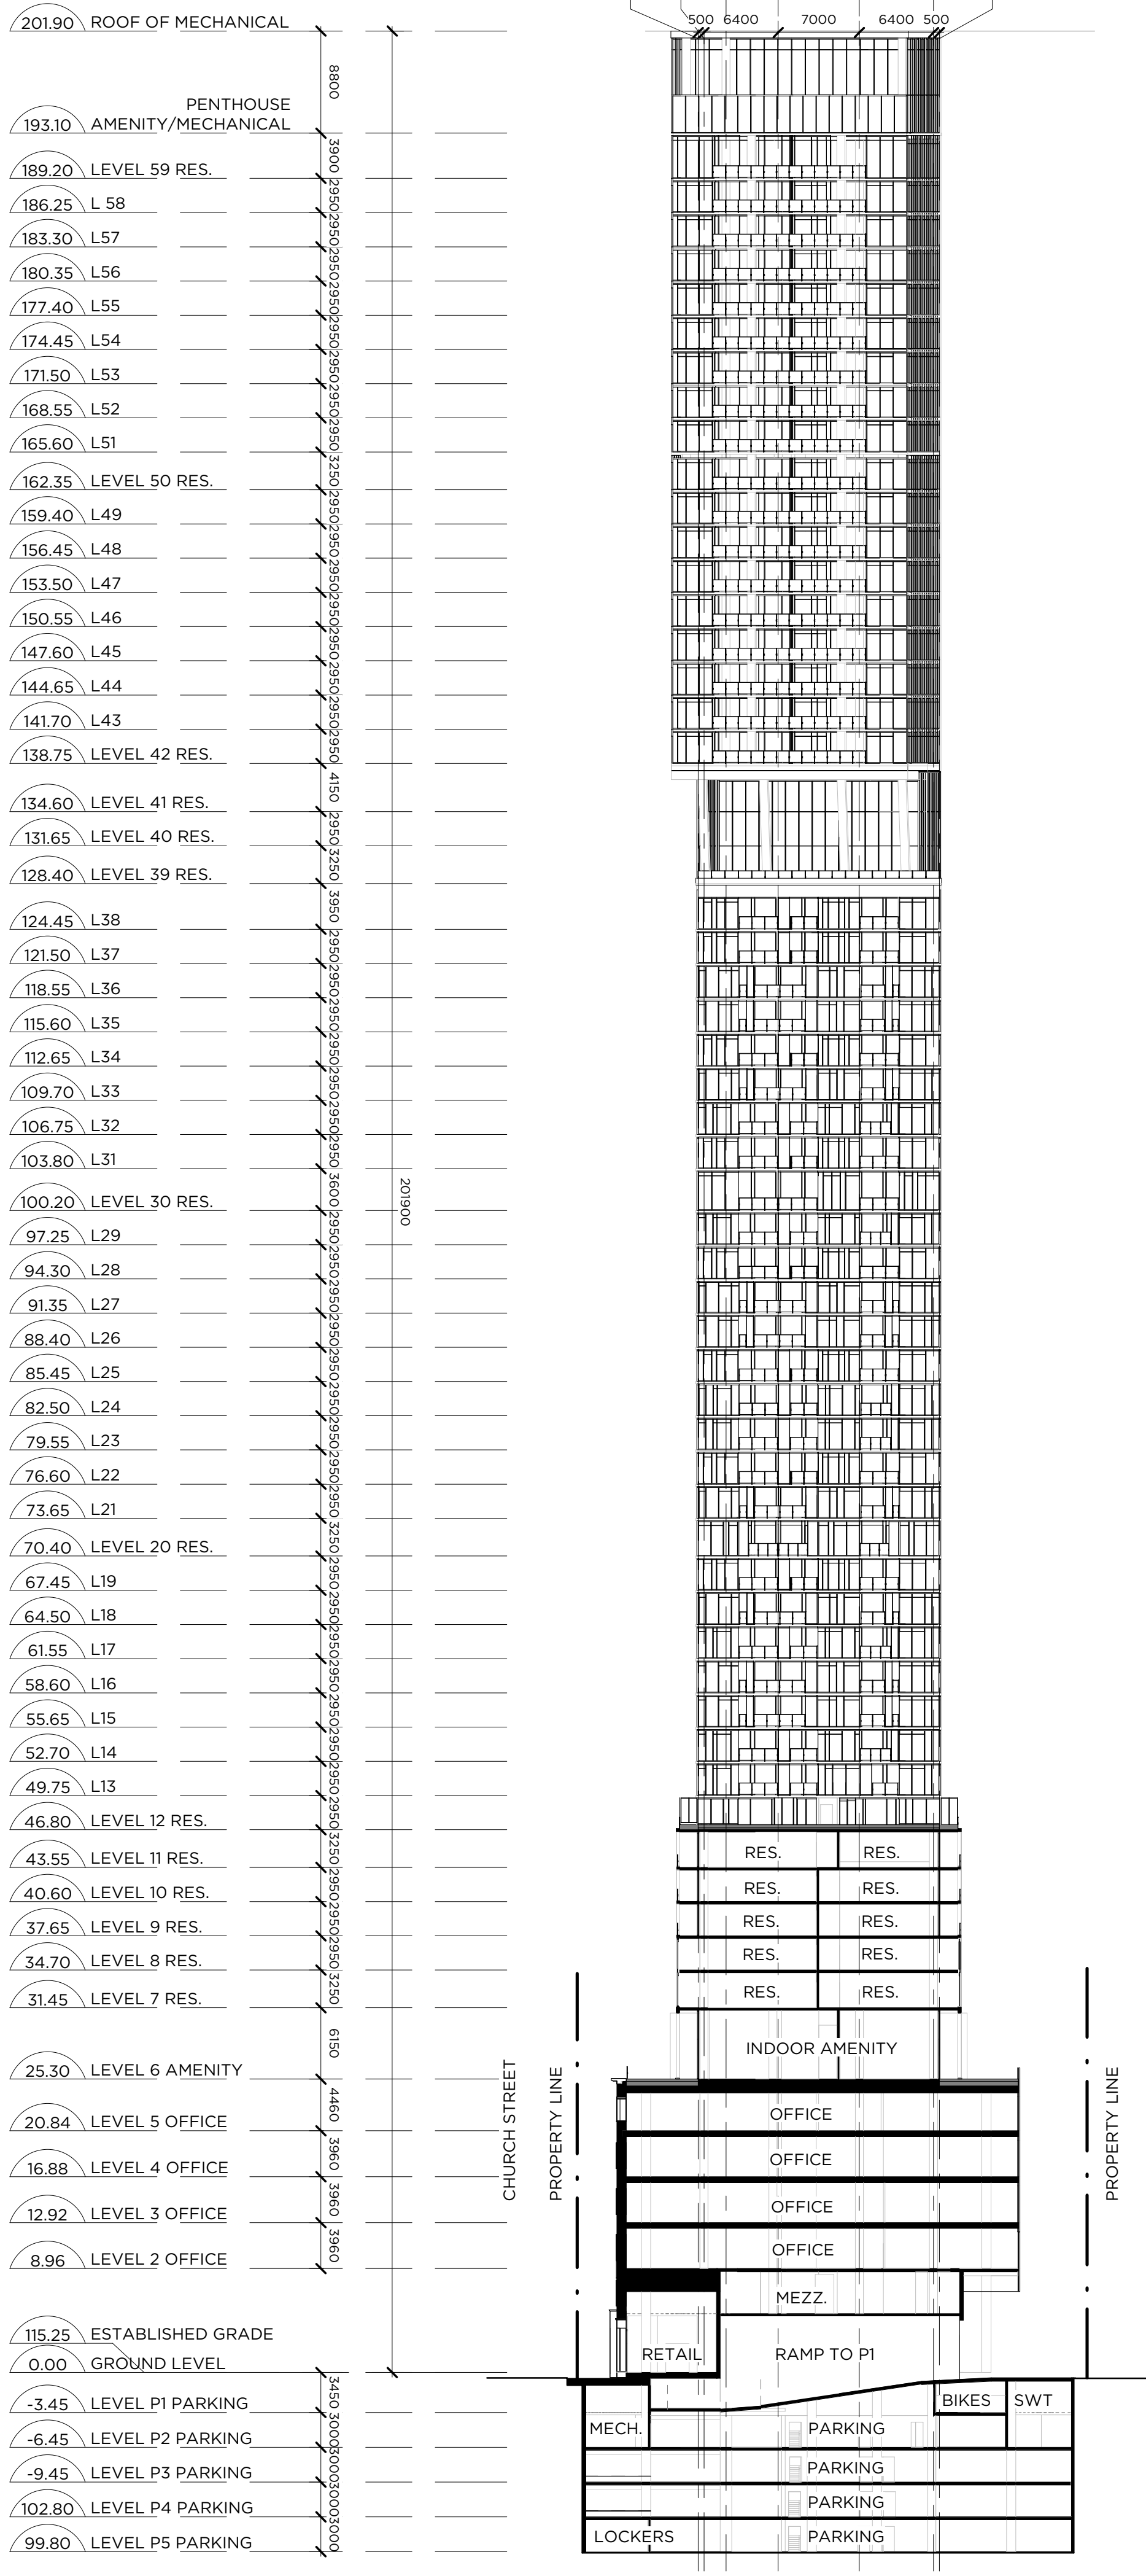 500 6400 7000 6400 500
201.90 ROOF OF MECHANICAL
8800
PENTHOUSE
193.10 AMENITY/MECHANICAL
3900
189.20 LEVEL 59 RES.
2950
186.25 L 58
2950
183.30 L57
2950
180.35 L56
2950
177.40 L55
2950
174.45 L54
2950
171.50 L53
2950
168.55 L52
2950
165.60 L51
3250
162.35 LEVEL 50 RES.
2950
159.40 L49
2950
156.45 L48
2950
153.50 L47
2950
150.55 L46
2950
147.60 L45
2950
144.65 L44
2950
141.70 L43
2950
138.75 LEVEL 42 RES.
4150
134.60 LEVEL 41 RES.
2950
131.65 LEVEL 40 RES.
3250
128.40 LEVEL 39 RES.
3950
124.45 L38
2950
121.50 L37
2950
118.55 L36
2950
115.60 L35
2950
112.65 L34
2950
109.70 L33
2950
106.75 L32
2950
103.80 L31
3600
201900
100.20 LEVEL 30 RES.
2950
97.25 L29
2950
94.30 L28
2950
91.35 L27
2950
88.40 L26
2950
85.45 L25
2950
82.50 L24
2950
79.55 L23
2950
76.60 L22
2950
73.65 L21
3250
70.40 LEVEL 20 RES.
2950
67.45 L19
2950
64.50 L18
2950
61.55 L17
2950
58.60 L16
2950
55.65 L15
2950
52.70 L14
2950
49.75 L13
2950
46.80 LEVEL 12 RES.
3250
RES. RES.
43.55 LEVEL 11 RES.
2950
RES. RES.
40.60 LEVEL 10 RES.
2950
RES. RES.
37.65 LEVEL 9 RES.
2950
RES. RES.
34.70 LEVEL 8 RES.
3250
RES. RES.
31.45 LEVEL 7 RES.
6150
INDOOR AMENITY
25.30 LEVEL 6 AMENITY
4460
CHURCH STREET
PROPERTY LINE
PROPERTY LINE
OFFICE
20.84 LEVEL 5 OFFICE
3960
OFFICE
16.88 LEVEL 4 OFFICE
3960
OFFICE
12.92 LEVEL 3 OFFICE
3960
OFFICE
8.96 LEVEL 2 OFFICE
MEZZ.
115.25 ESTABLISHED GRADE
RETAIL RAMP TO P1
0.00 GROUND LEVEL
3450
BIKES SWT
-3.45 LEVEL P1 PARKING
3000
MECH. PARKING
-6.45 LEVEL P2 PARKING
3000
PARKING
-9.45 LEVEL P3 PARKING
3000
PARKING
102.80 LEVEL P4 PARKING
3000
LOCKERS PARKING
99.80 LEVEL P5 PARKING